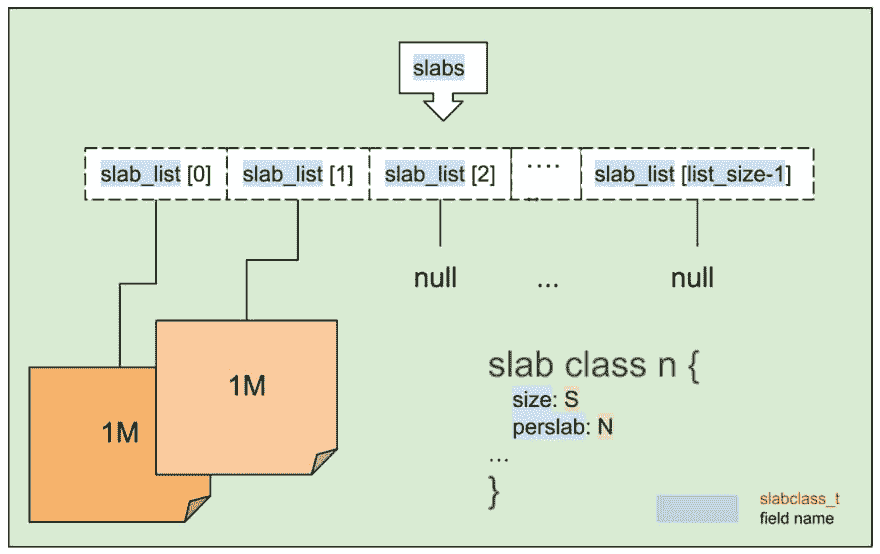 slabs
slab_list [0] slab_list [1] slab_list [2] .... slab_list [list_size-1]
null ... null
1M
1M
slab class n {
size: S
perslab: N
...
}
slabclass_t
field name